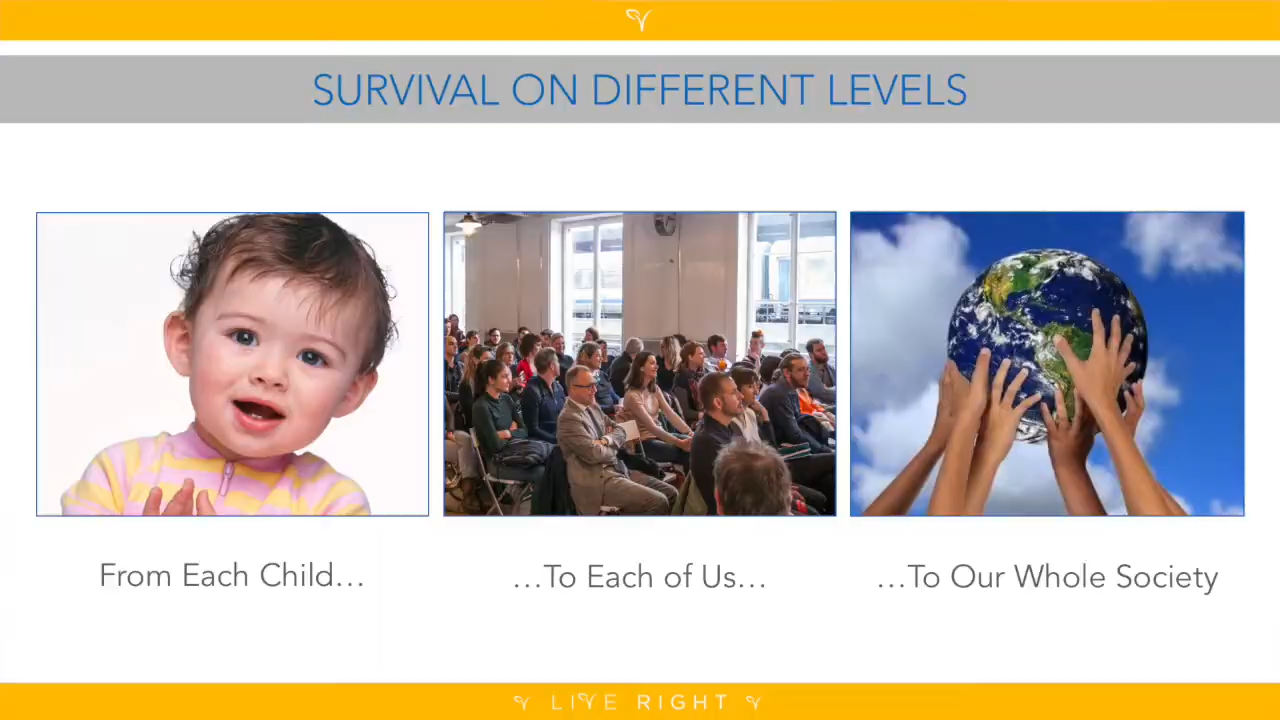 SURVIVAL ON DIFFERENT LEVELS
From Each Child…
…To Each of Us…
…To Our Whole Society
LIVE RIGHT